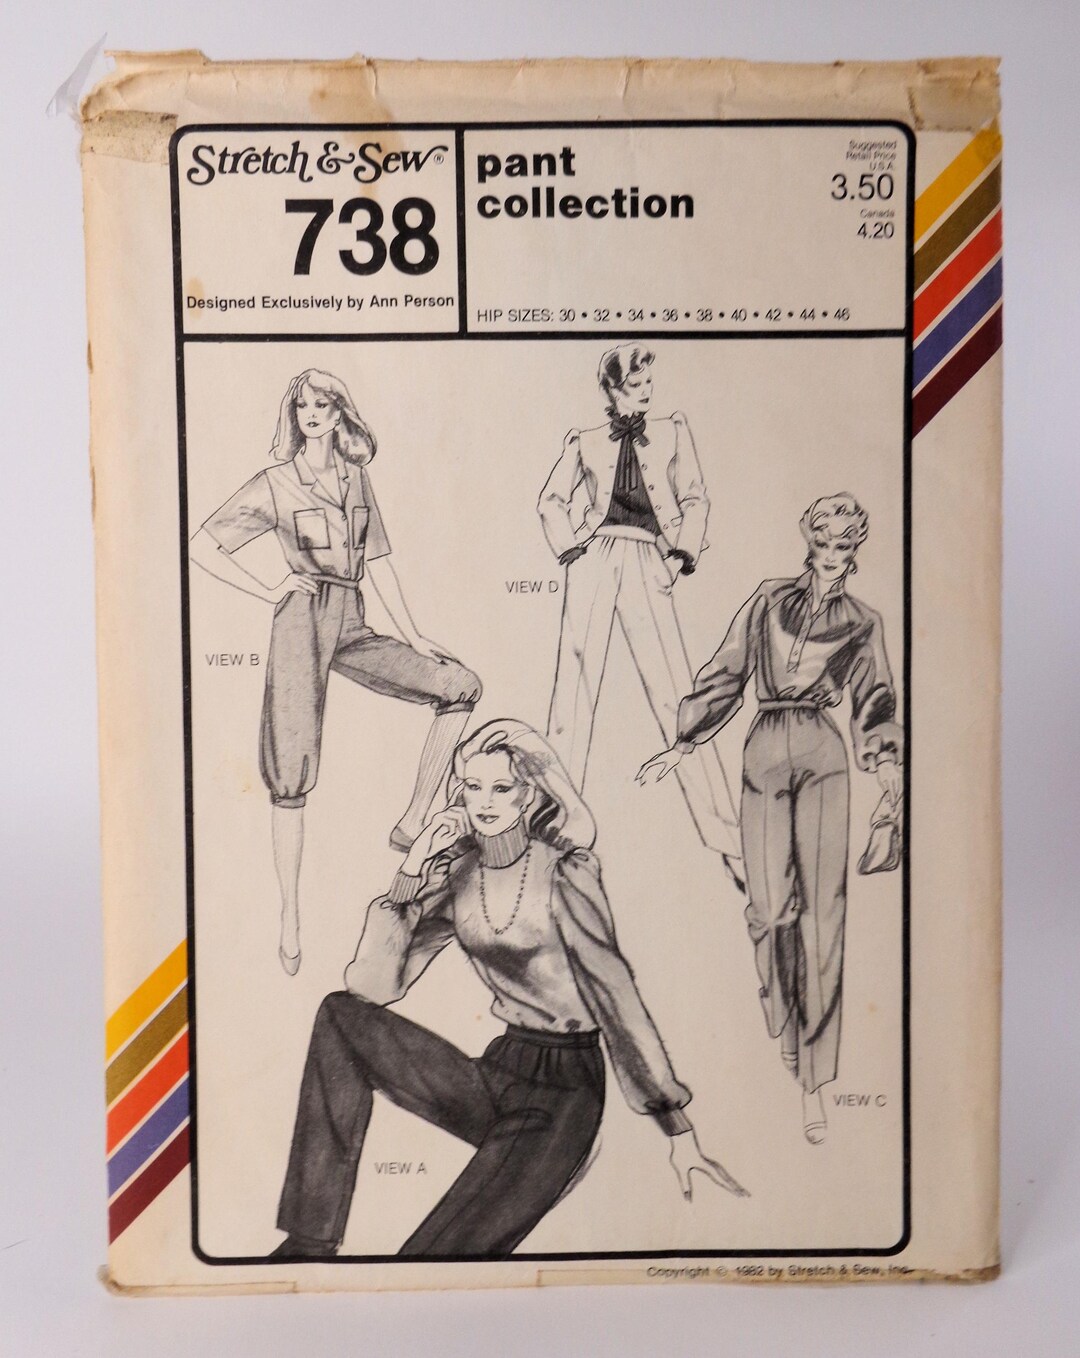 Stretch & Sew®
738
Designed Exclusively by Ann Person
pant
collection
Suggested
Retail Price
U.S.A.
3.50
Canada
4.20
HIP SIZES: 30 • 32 • 34 • 36 • 38 • 40 • 42 • 44 • 46
VIEW D
VIEW B
VIEW C
VIEW A
Copyright © 1982 by Stretch & Sew, Inc.